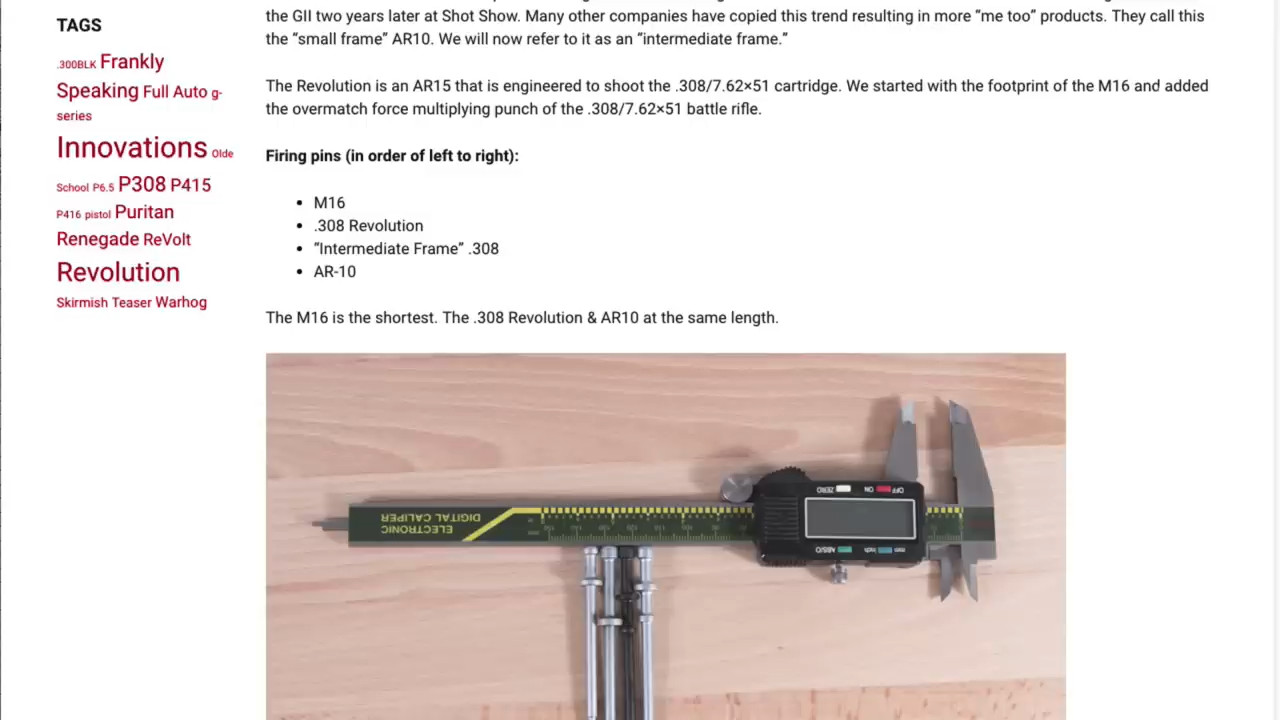 TAGS
.300BLK Frankly
Speaking Full Auto g-
series
Innovations Olde
School P6.5 P308 P415
P416 pistol Puritan
Renegade ReVolt
Revolution
Skirmish Teaser Warhog
the GII two years later at Shot Show. Many other companies have copied this trend resulting in more “me too” products. They call this
the “small frame” AR10. We will now refer to it as an “intermediate frame.”
The Revolution is an AR15 that is engineered to shoot the .308/7.62×51 cartridge. We started with the footprint of the M16 and added
the overmatch force multiplying punch of the .308/7.62×51 battle rifle.
Firing pins (in order of left to right):
• M16
• .308 Revolution
• “Intermediate Frame” .308
• AR-10
The M16 is the shortest. The .308 Revolution & AR10 at the same length.
ELECTRONIC
DIGITAL CALIPER
OFF ON ZERO
mm inch ABS/0